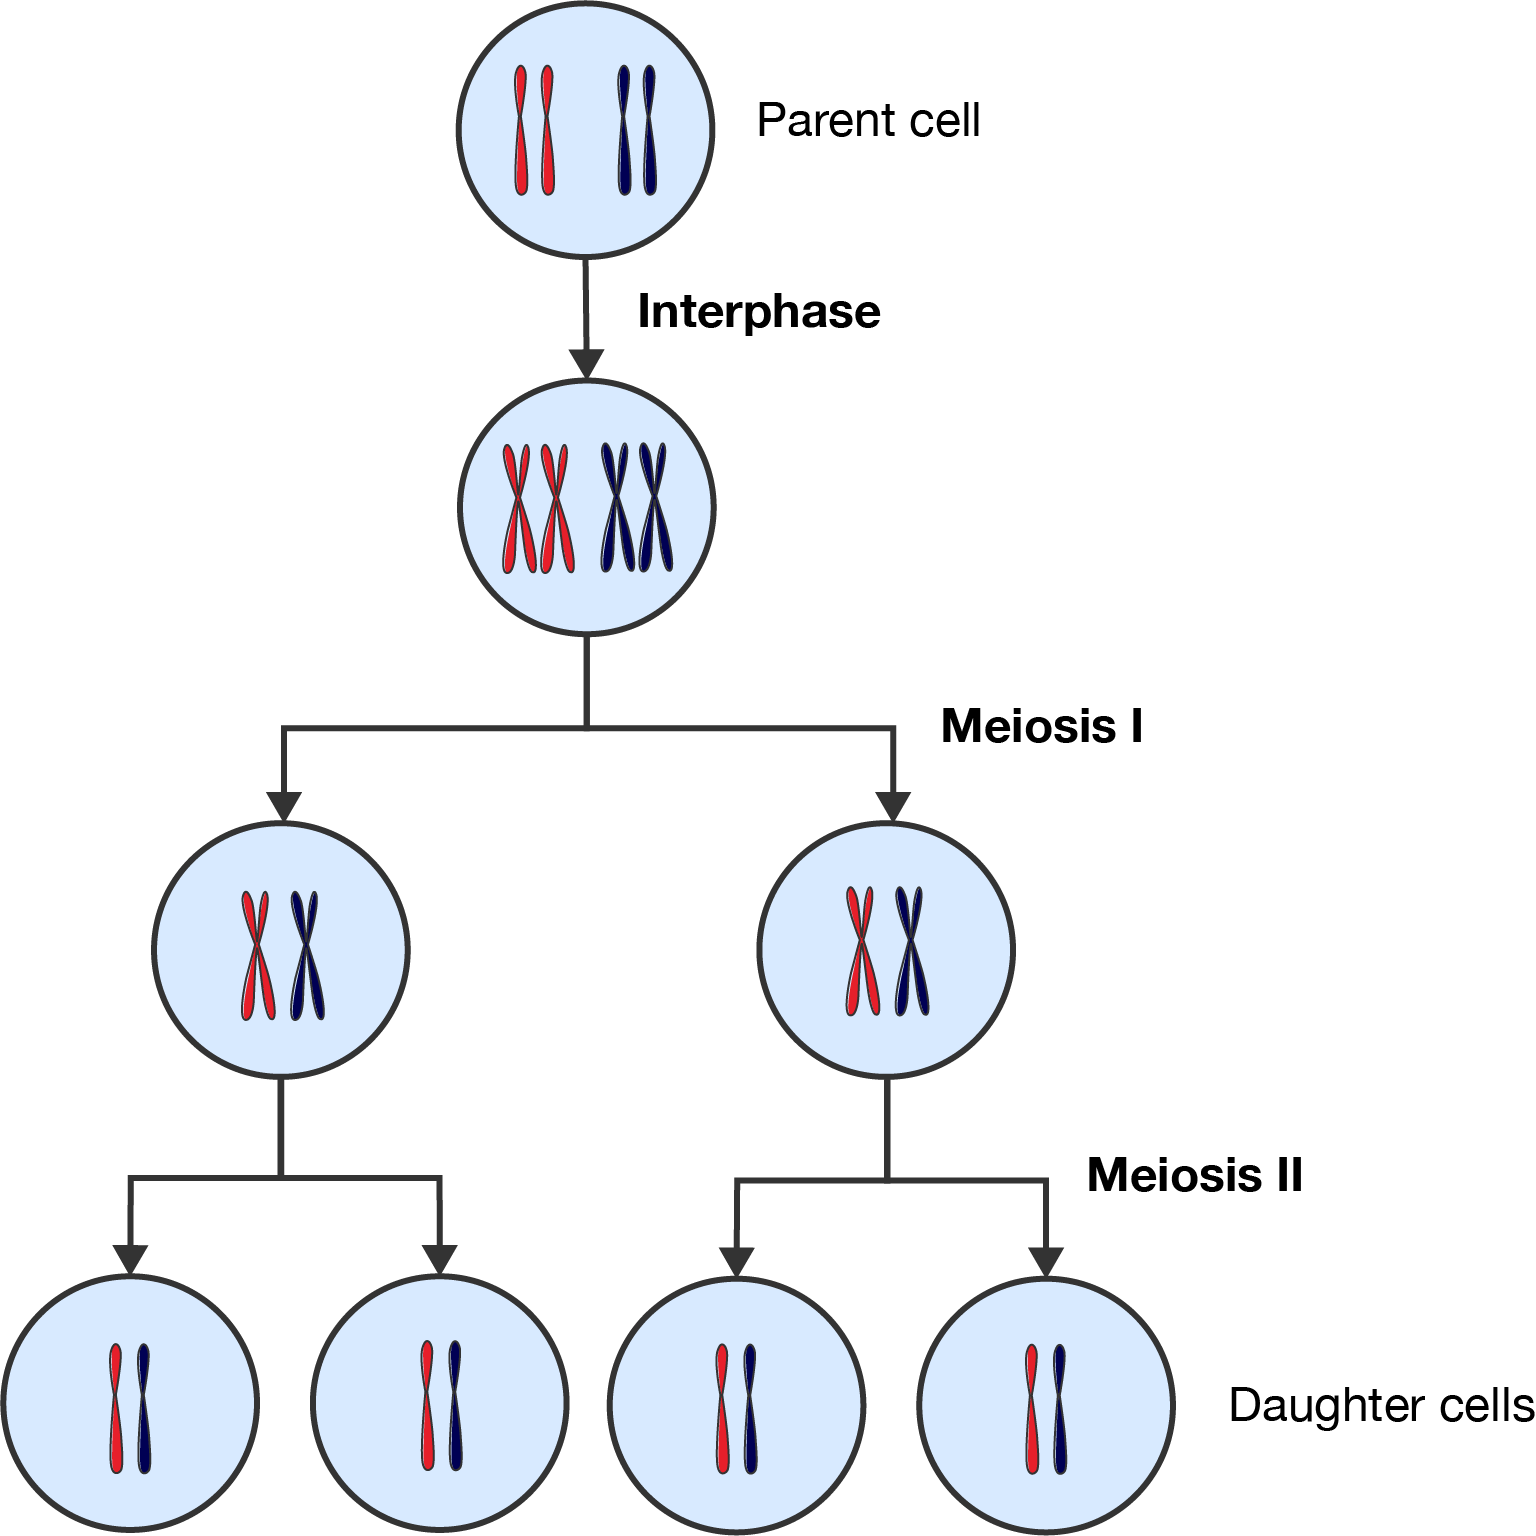 Parent cell
Interphase
Meiosis I
Meiosis II
Daughter cells